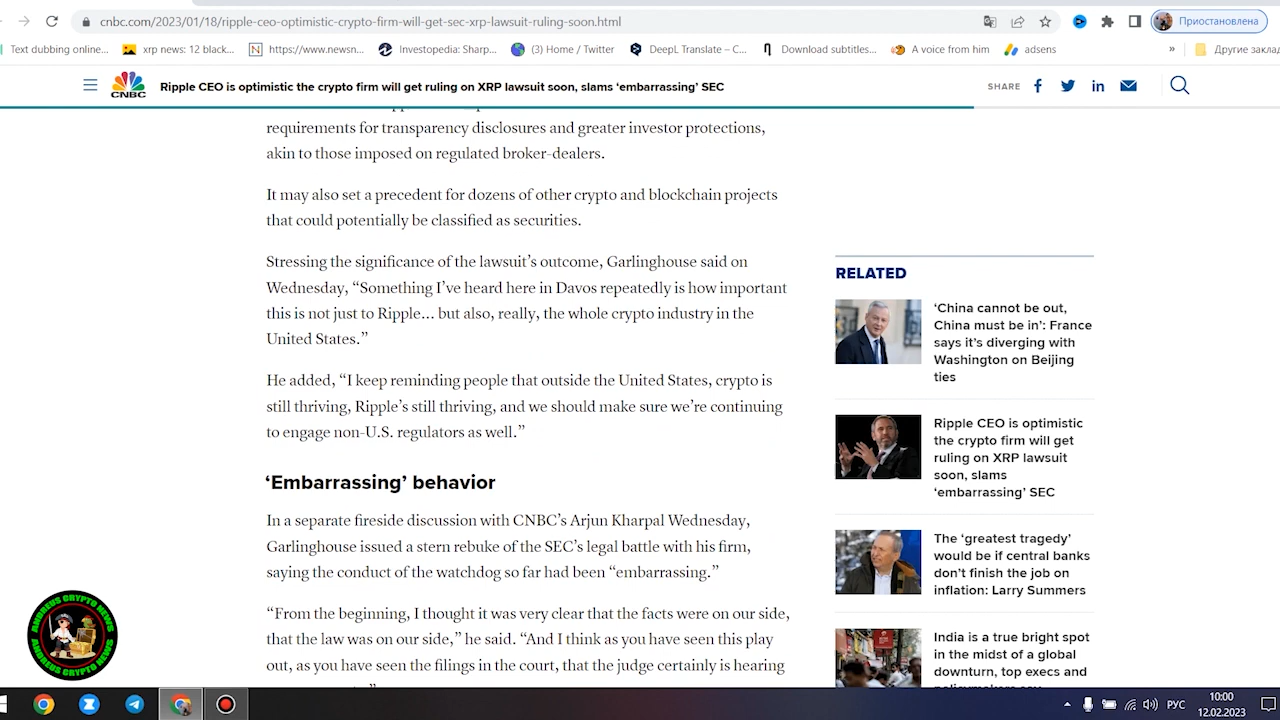 cnbc.com/2023/01/18/ripple-ceo-optimistic-crypto-firm-will-get-sec-xrp-lawsuit-ruling-soon.html
Приостановлена
Text dubbing online...
xrp news: 12 black...
https://www.newsn...
Investopedia: Sharp...
(3) Home / Twitter
DeepL Translate – C...
Download subtitles...
A voice from him
adsens
»
Другие закла
CNBC
Ripple CEO is optimistic the crypto firm will get ruling on XRP lawsuit soon, slams ‘embarrassing’ SEC
SHARE
requirements for transparency disclosures and greater investor protections,
akin to those imposed on regulated broker-dealers.
It may also set a precedent for dozens of other crypto and blockchain projects
that could potentially be classified as securities.
Stressing the significance of the lawsuit’s outcome, Garlinghouse said on
Wednesday, “Something I’ve heard here in Davos repeatedly is how important
this is not just to Ripple... but also, really, the whole crypto industry in the
United States.”
He added, “I keep reminding people that outside the United States, crypto is
still thriving, Ripple’s still thriving, and we should make sure we’re continuing
to engage non-U.S. regulators as well.”
‘Embarrassing’ behavior
In a separate fireside discussion with CNBC’s Arjun Kharpal Wednesday,
Garlinghouse issued a stern rebuke of the SEC’s legal battle with his firm,
saying the conduct of the watchdog so far had been “embarrassing.”
“From the beginning, I thought it was very clear that the facts were on our side,
that the law was on our side,” he said. “And I think as you have seen this play
out, as you have seen the filings in the court, that the judge certainly is hearing
RELATED
‘China cannot be out,
China must be in’: France
says it’s diverging with
Washington on Beijing
ties
Ripple CEO is optimistic
the crypto firm will get
ruling on XRP lawsuit
soon, slams
‘embarrassing’ SEC
The ‘greatest tragedy’
would be if central banks
don’t finish the job on
inflation: Larry Summers
India is a true bright spot
in the midst of a global
downturn, top execs and
ANDREUS CRYPTO NEWS
ANDREUS CRYPTO NEWS
РУС
10:00
12.02.2023